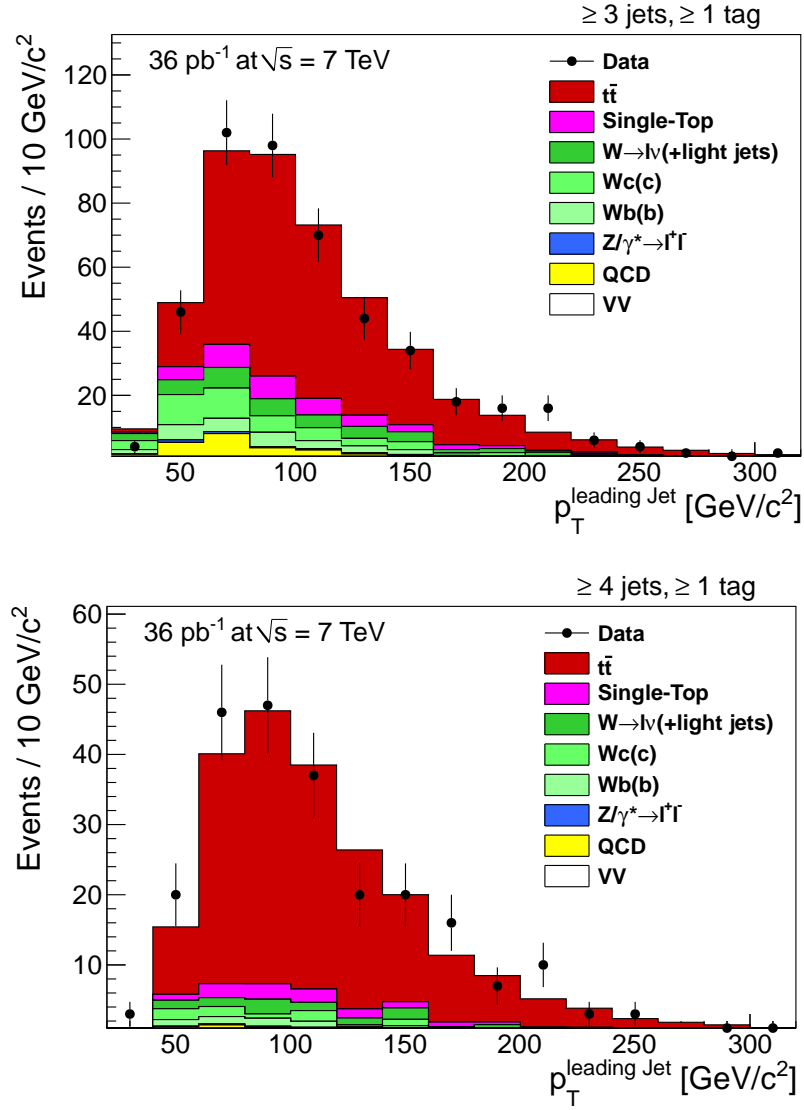 ≥ 3 jets, ≥ 1 tag
36 pb⁻¹ at √s = 7 TeV
Data
tt̄
Single-Top
W→lν(+light jets)
Wc(c)
Wb(b)
Z/γ*→l⁺l⁻
QCD
VV
Events / 10 GeV/c²
120
100
80
60
40
20
50 100 150 200 250 300
p_T^leading Jet [GeV/c²]
≥ 4 jets, ≥ 1 tag
36 pb⁻¹ at √s = 7 TeV
Data
tt̄
Single-Top
W→lν(+light jets)
Wc(c)
Wb(b)
Z/γ*→l⁺l⁻
QCD
VV
Events / 10 GeV/c²
60
50
40
30
20
10
50 100 150 200 250 300
p_T^leading Jet [GeV/c²]